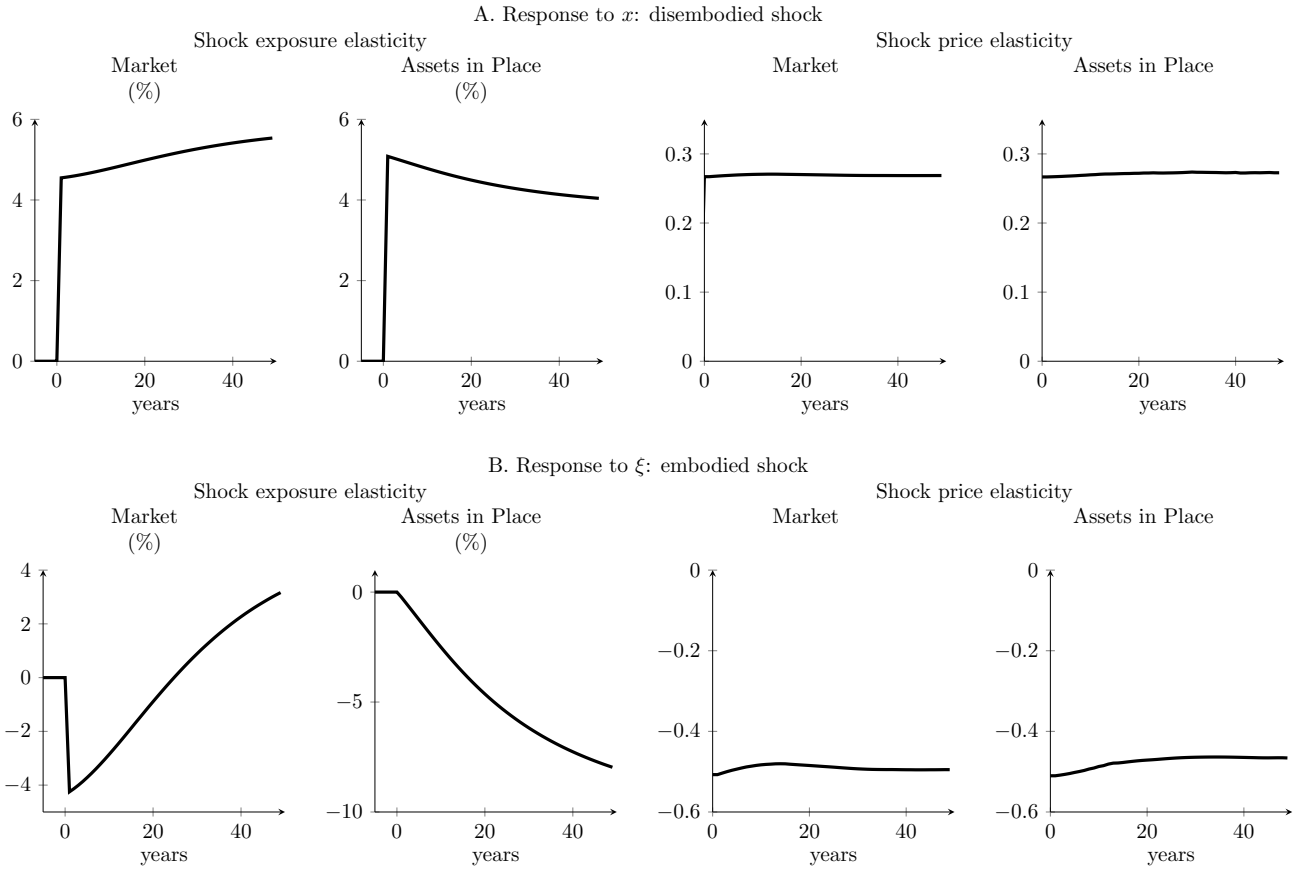 A. Response to x: disembodied shock
Shock exposure elasticity Shock price elasticity
Market Assets in Place Market Assets in Place
(%) (%)
6 6
0.3 0.3
4 4
0.2 0.2
2 2
0.1 0.1
0 0 0 0
0 20 40 0 20 40 0 20 40 0 20 40
years years years years
B. Response to ξ: embodied shock
Shock exposure elasticity Shock price elasticity
Market Assets in Place Market Assets in Place
(%) (%)
4 0 0
0
2
−0.2 −0.2
0
−5
−2
−0.4 −0.4
−4
−10 −0.6 −0.6
0 20 40 0 20 40 0 20 40 0 20 40
years years years years